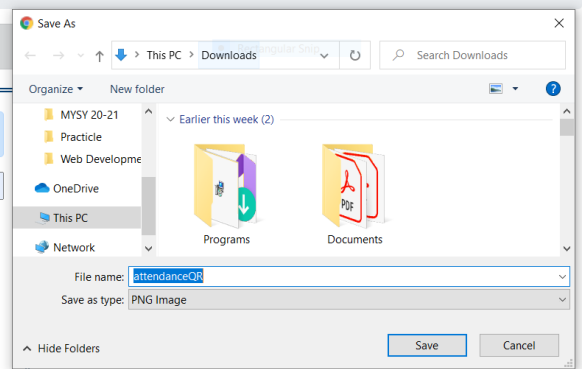 Save As
This PC > Downloads
Rectangular Snip
Search Downloads
Organize
New folder
?
MYSY 20-21
Practicle
Web Developme
OneDrive
This PC
Network
Earlier this week (2)
PDF
Programs
Documents
File name: attendanceQR
Save as type: PNG Image
Hide Folders
Save
Cancel